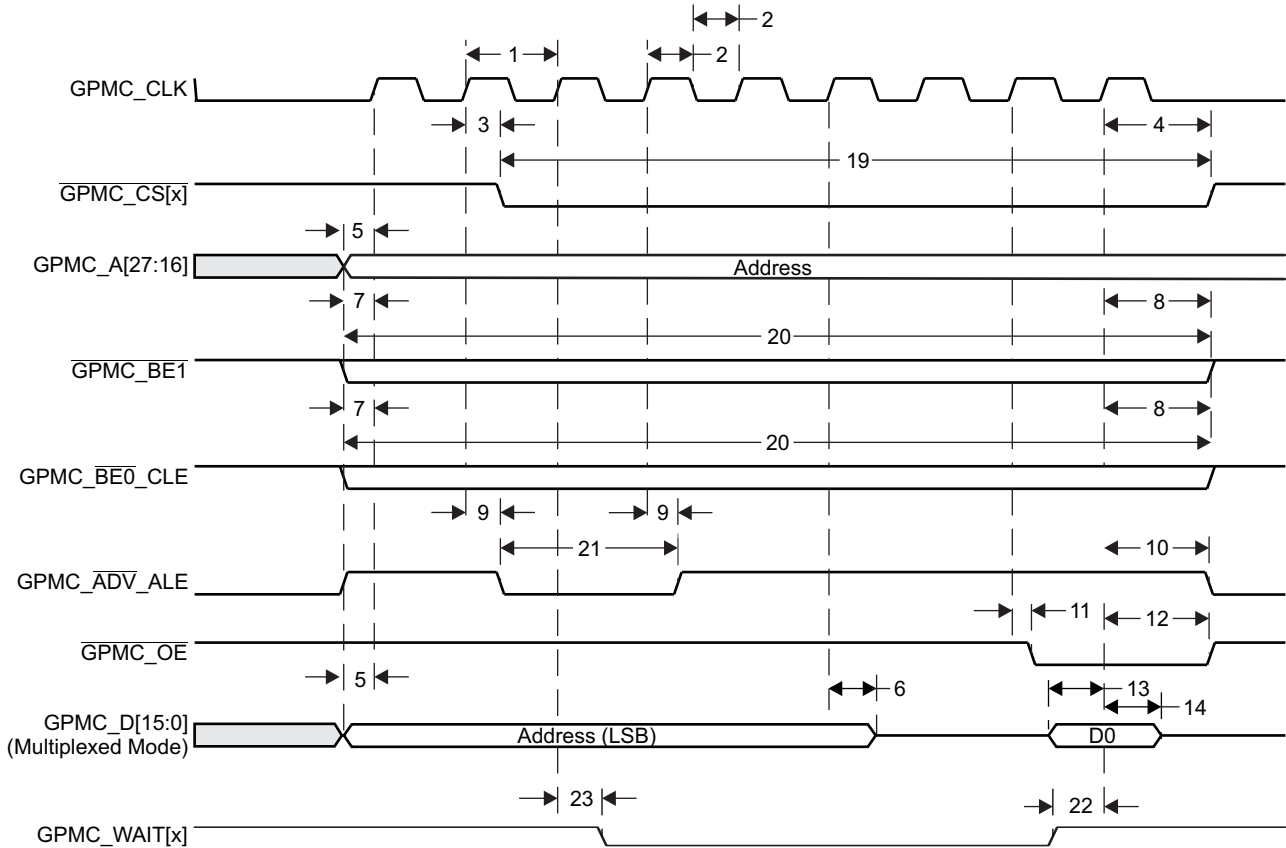 2
1
2
GPMC_CLK
3
4
19
GPMC_CS[x]
5
GPMC_A[27:16]
Address
7
8
20
GPMC_BE1
7
8
20
GPMC_BE0_CLE
9
9
21
10
GPMC_ADV_ALE
11
12
GPMC_OE
5
6
13
14
GPMC_D[15:0]
(Multiplexed Mode)
Address (LSB)
D0
23
22
GPMC_WAIT[x]